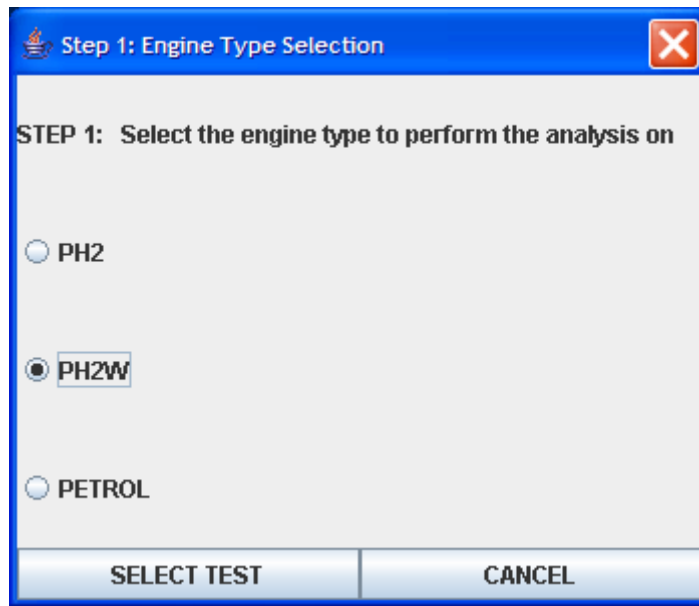 Step 1: Engine Type Selection
STEP 1: Select the engine type to perform the analysis on
PH2
PH2W
PETROL
SELECT TEST
CANCEL